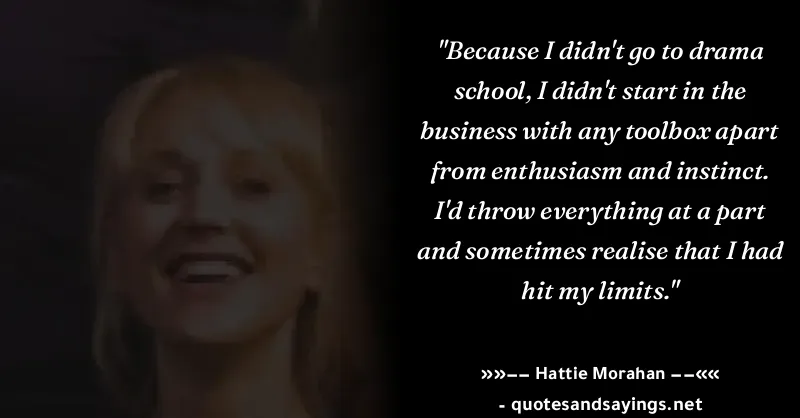 "Because I didn't go to drama
school, I didn't start in the
business with any toolbox apart
from enthusiasm and instinct.
I'd throw everything at a part
and sometimes realise that I had
hit my limits."
»»−− Hattie Morahan −−««
- quotesandsayings.net